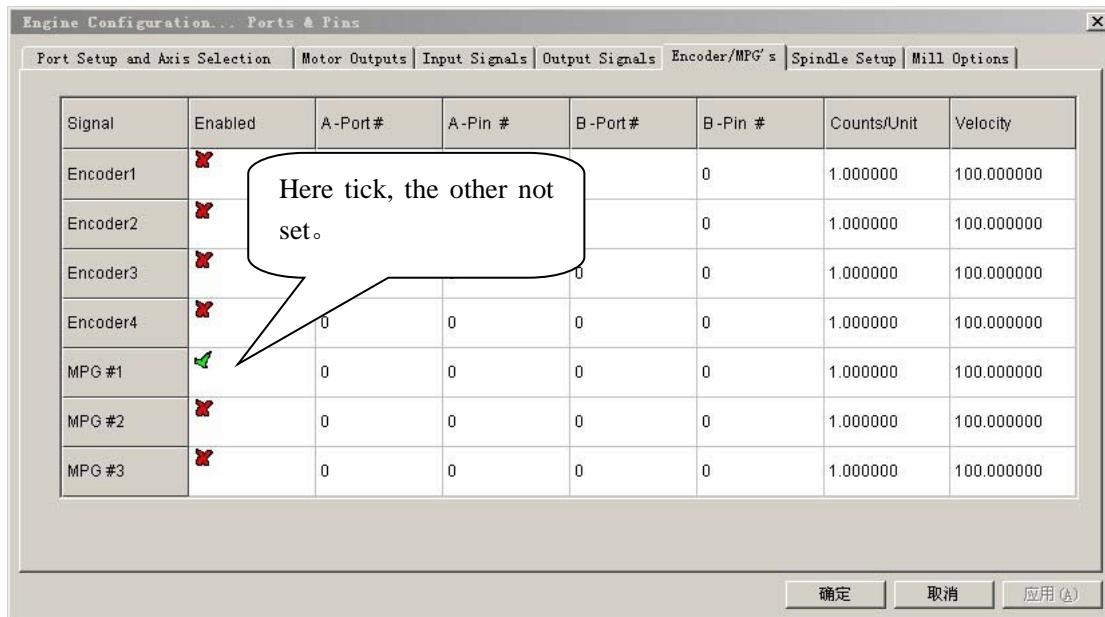 Engine Configuration... Ports & Pins
Port Setup and Axis Selection Motor Outputs Input Signals Output Signals Encoder/MPG's Spindle Setup Mill Options
Signal Enabled A-Port# A-Pin # B-Port# B-Pin # Counts/Unit Velocity
Encoder1 0 1.000000 100.000000
Here tick, the other not
set。
Encoder2 0 1.000000 100.000000
Encoder3 0 0 1.000000 100.000000
Encoder4 0 0 0 0 1.000000 100.000000
MPG #1 0 0 0 0 1.000000 100.000000
MPG #2 0 0 0 0 1.000000 100.000000
MPG #3 0 0 0 0 1.000000 100.000000
确定 取消 应用(A)